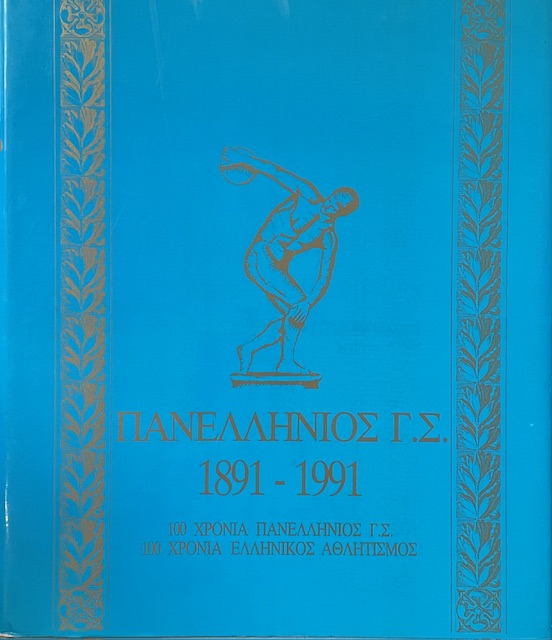 ΠΑΝΕΛΛΗΝΙΟΣ Γ.Σ.
1891 - 1991
100 ΧΡΟΝΙΑ ΠΑΝΕΛΛΗΝΙΟΣ Γ.Σ.
100 ΧΡΟΝΙΑ ΕΛΛΗΝΙΚΟΣ ΑΘΛΗΤΙΣΜΟΣ